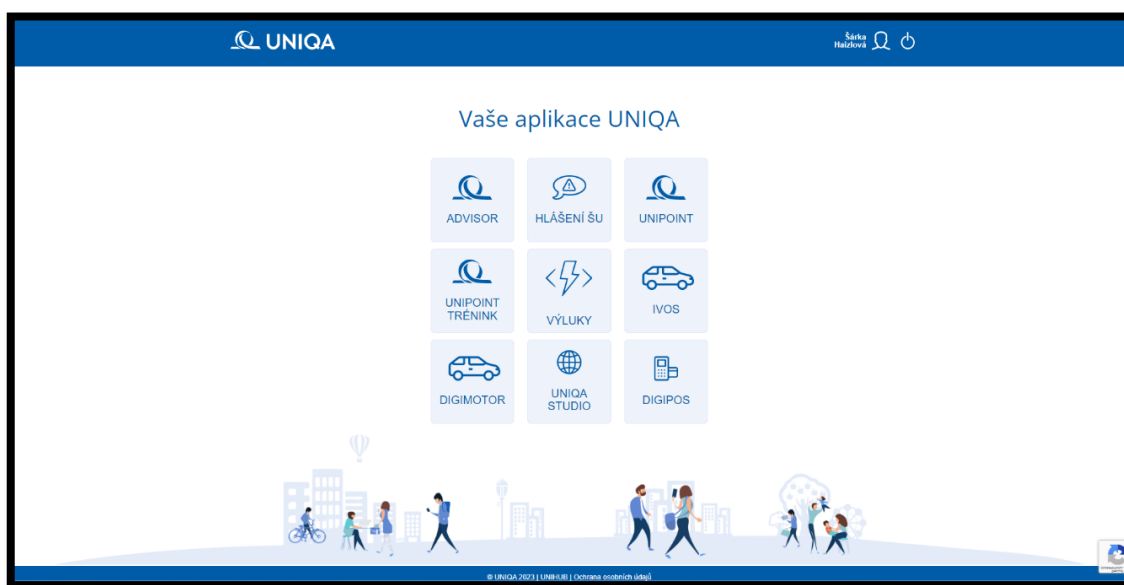 UNIQA
Šárka
Haizlová
Vaše aplikace UNIQA
ADVISOR
HLÁŠENÍ ŠU
UNIPOINT
UNIPOINT
TRÉNINK
VÝLUKY
IVOS
DIGIMOTOR
UNIQA
STUDIO
DIGIPOS
© UNIQA 2023 | UNIHUB | Ochrana osobních údajů